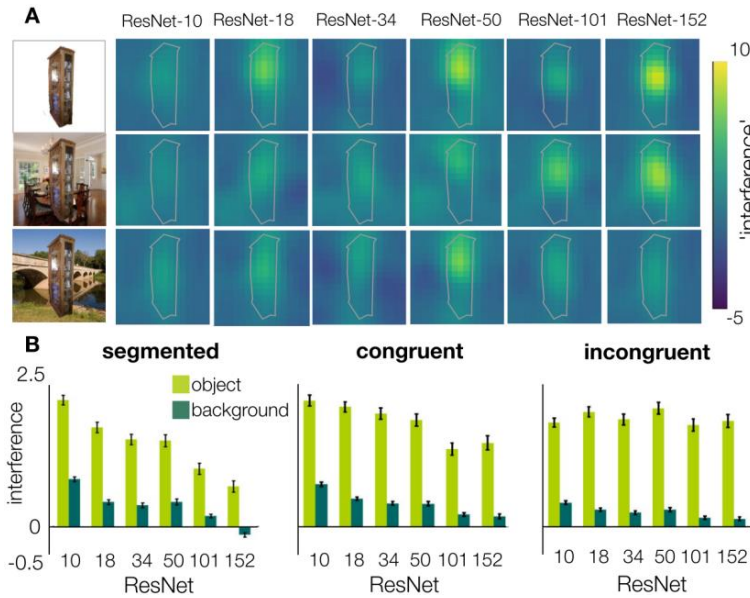 A
ResNet-10 ResNet-18 ResNet-34 ResNet-50 ResNet-101 ResNet-152
10
'interference'
-5
B
segmented congruent incongruent
2.5
object
background
interference
0
-0.5
10 18 34 50 101 152 10 18 34 50 101 152 10 18 34 50 101 152
ResNet ResNet ResNet